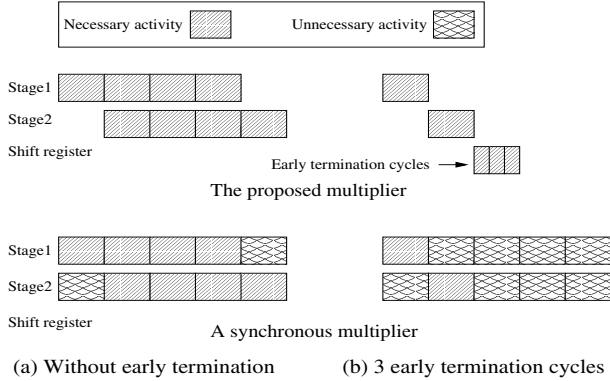 Necessary activity Unnecessary activity
Stage1
Stage2
Shift register
Early termination cycles
The proposed multiplier
Stage1
Stage2
Shift register
A synchronous multiplier
(a) Without early termination (b) 3 early termination cycles